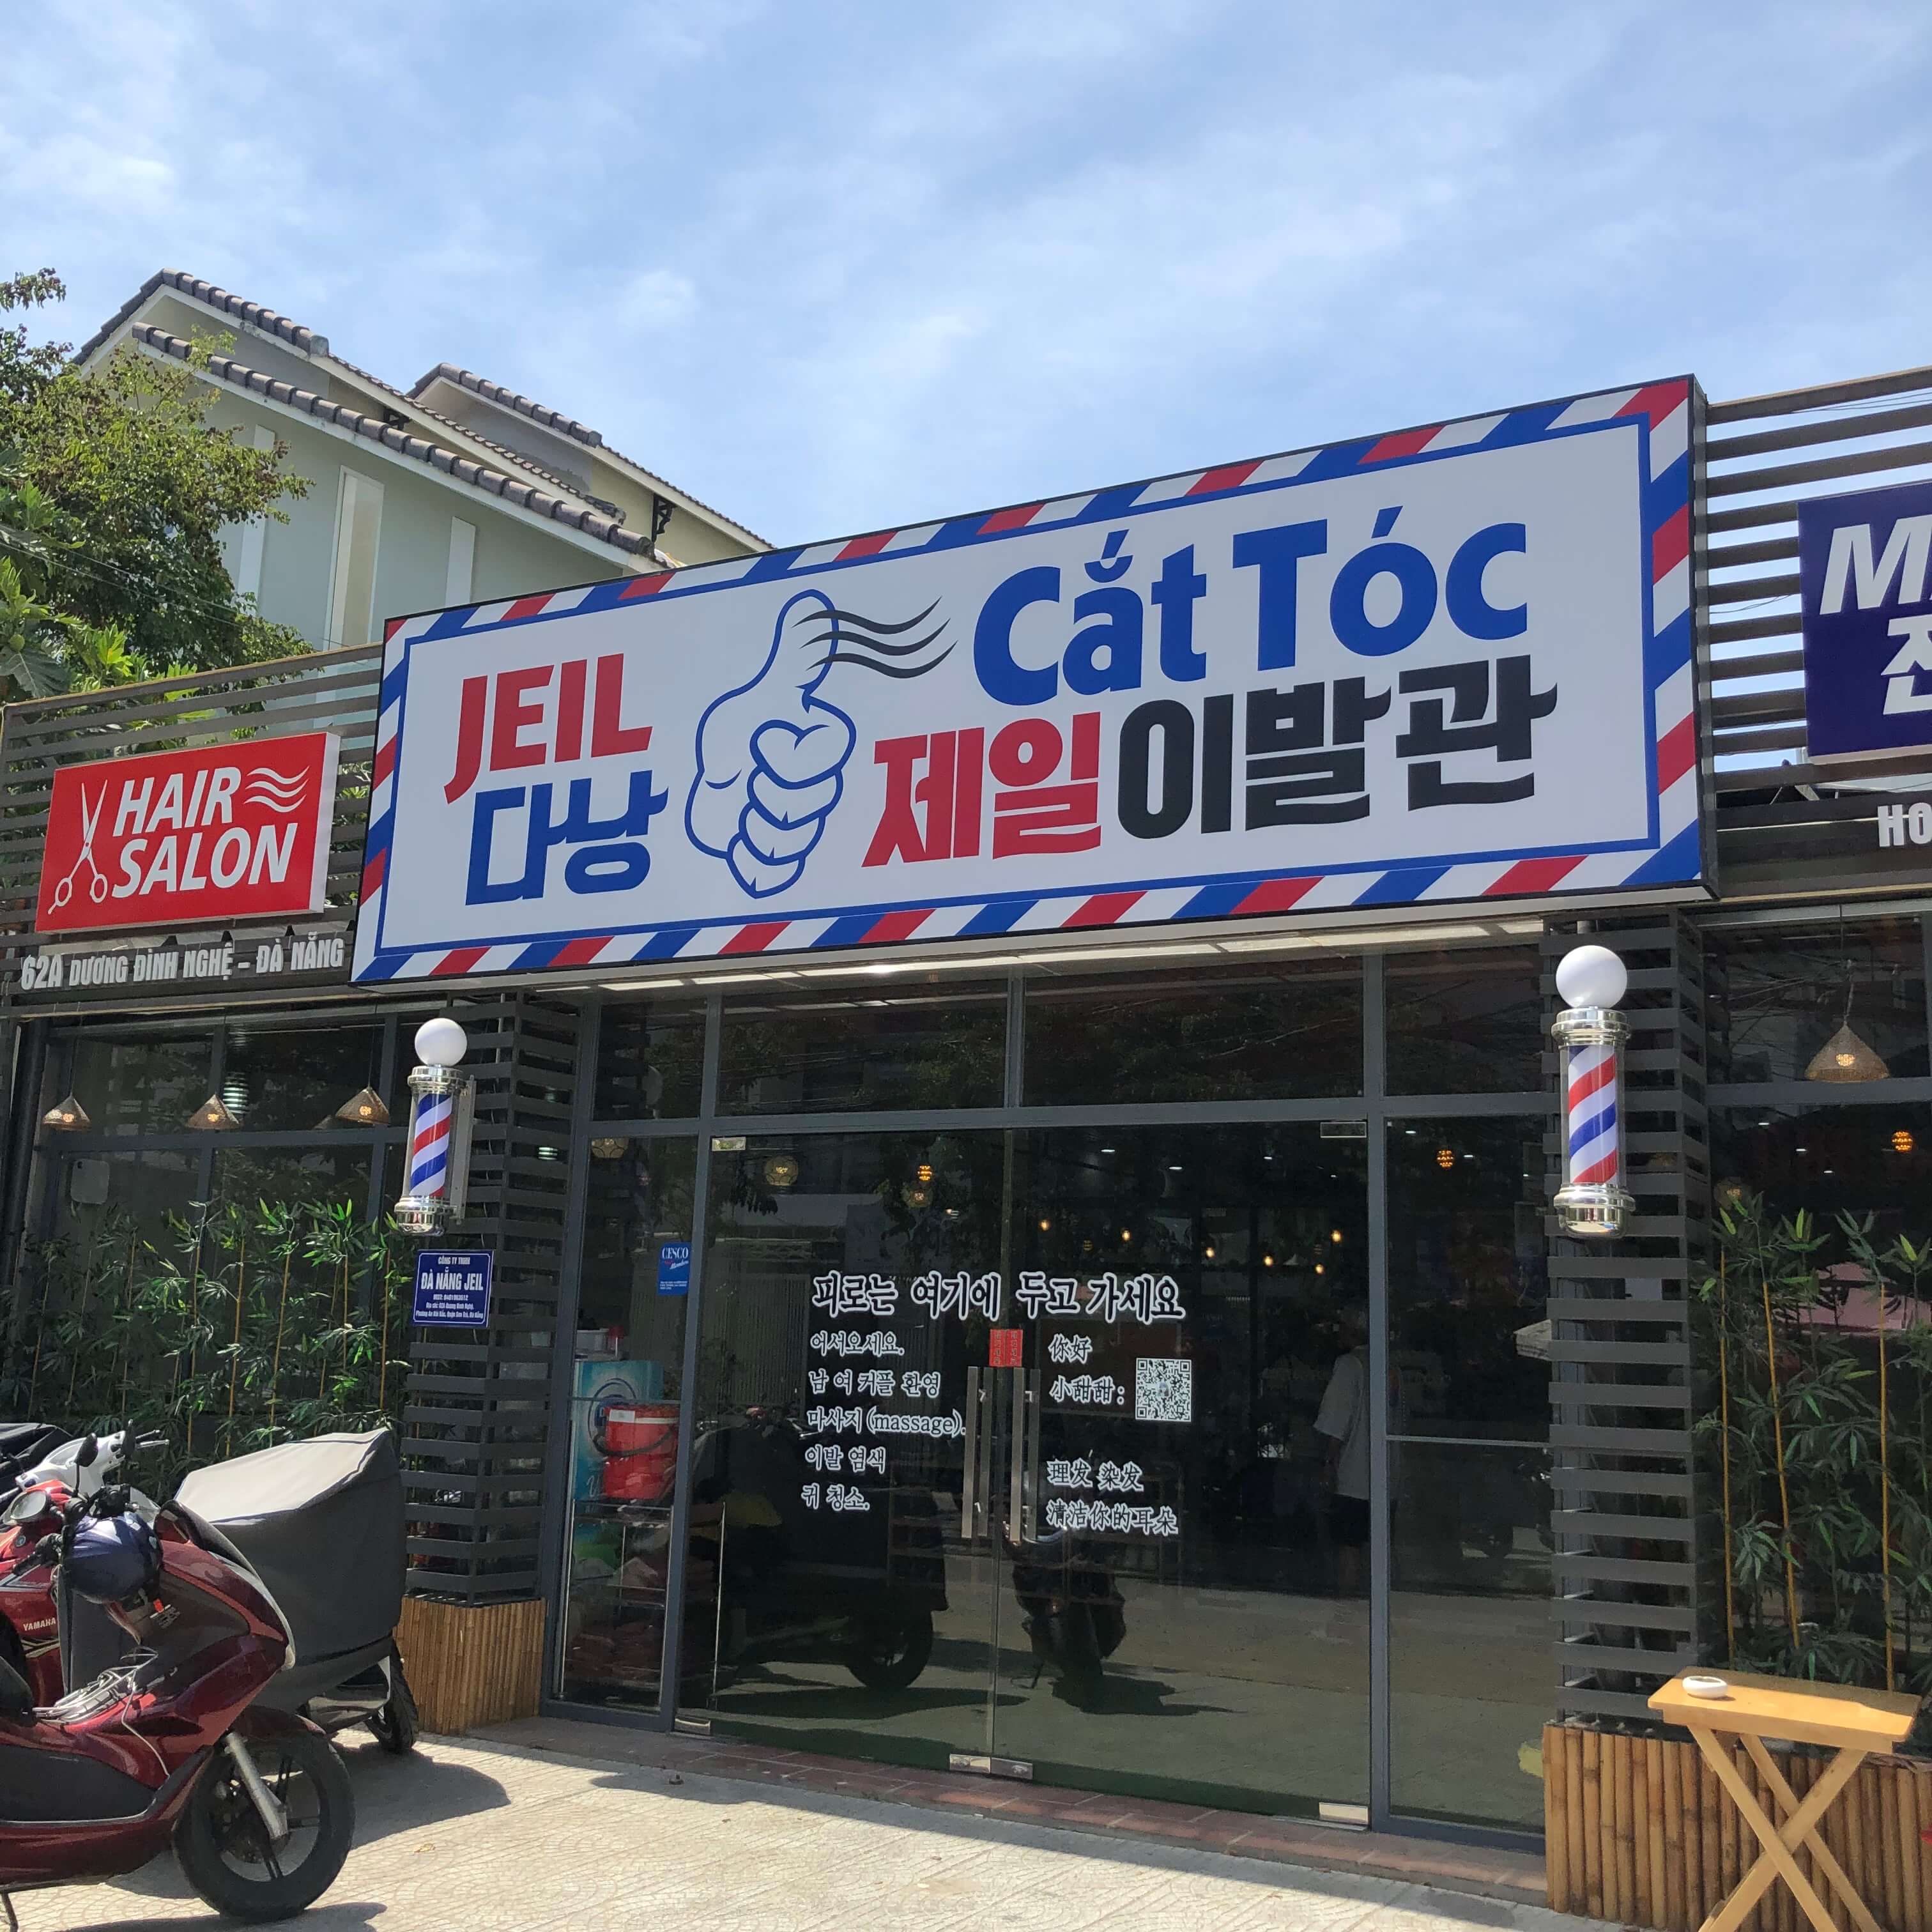 HAIR
SALON
62A DƯƠNG ĐÌNH NGHỆ - ĐÀ NẴNG
JEIL
다낭
Cắt Tóc
제일이발관
CESCO
Members
CÔNG TY TNHH
ĐÀ NẴNG JEIL
피로는 여기에 두고 가세요
어서오세요.
남 여 커플 환영
마사지 (massage).
이발 염색
귀 청소.
你好
小甜甜 :
理发 染发
清洁你的耳朵
YAMAHA